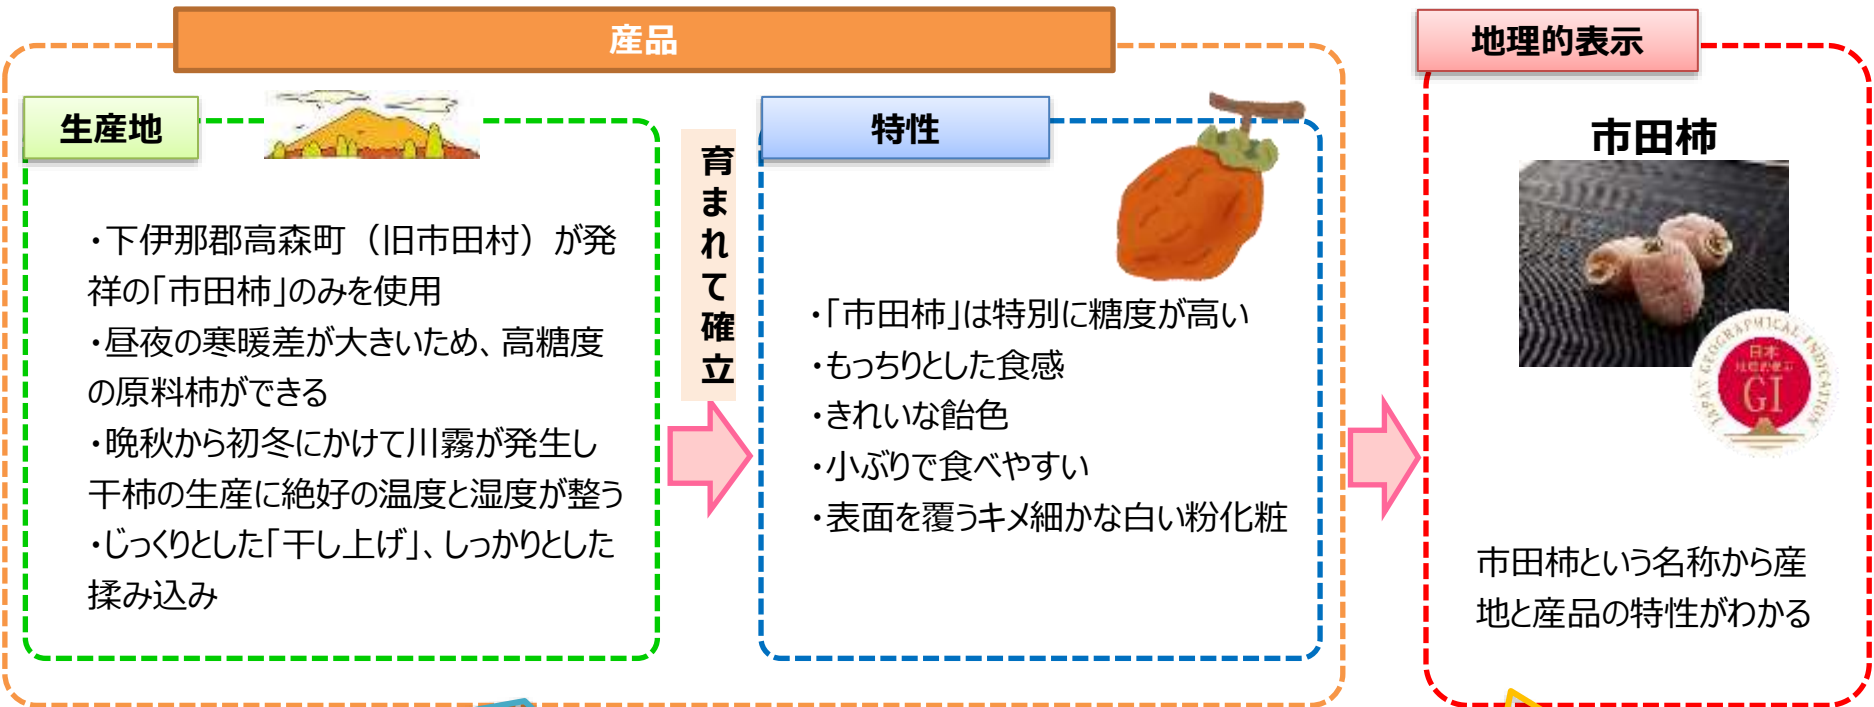 産品
生産地
・下伊那郡高森町（旧市田村）が発
祥の「市田柿」のみを使用
・昼夜の寒暖差が大きいため、高糖度
の原料柿ができる
・晩秋から初冬にかけて川霧が発生し
干柿の生産に絶好の温度と湿度が整う
・じっくりとした「干し上げ」、しっかりとした
揉み込み
育まれて確立
特性
・「市田柿」は特別に糖度が高い
・もっちりとした食感
・きれいな飴色
・小ぶりで食べやすい
・表面を覆うキメ細かな白い粉化粧
地理的表示
市田柿
JAPAN GEOGRAPHICAL INDICATION
日本
地理的表示
GI
市田柿という名称から産
地と産品の特性がわかる